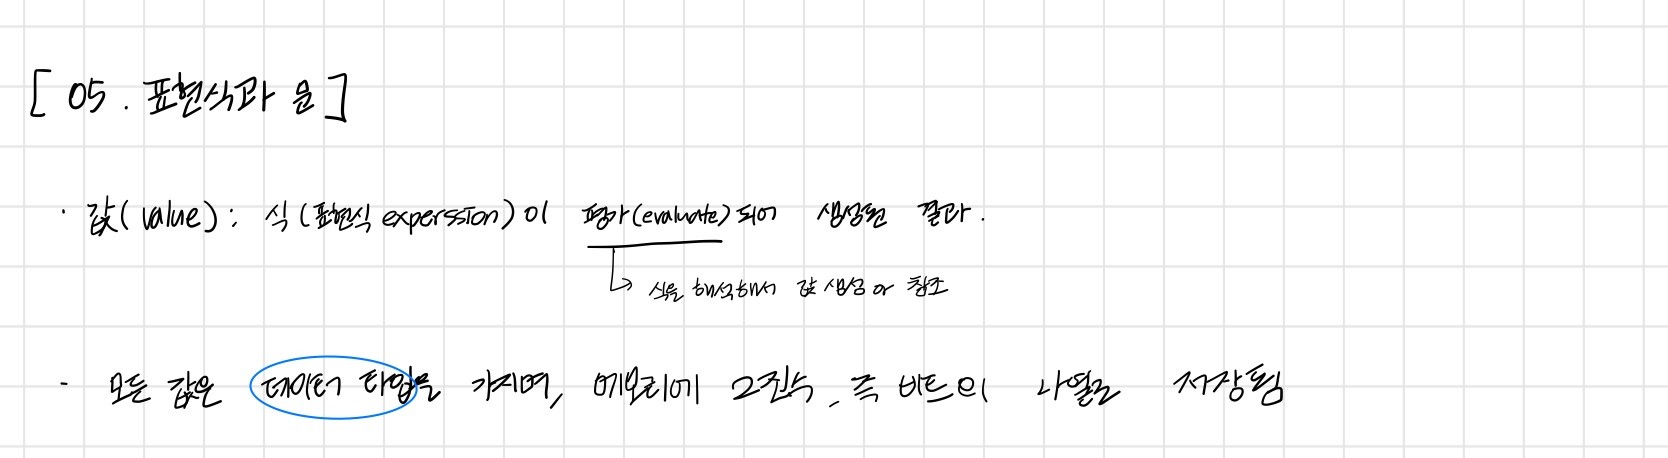 [ 05. 표현식과 문 ]
· 값(value): 식(표현식 experssion)이 평가(evaluate)되어 생성된 결과.
식을 해석해서 값 생성 or 참조
- 모든 값은 데이터 타입을 가지며, 메모리에 2진수, 즉 비트의 나열로 저장됨